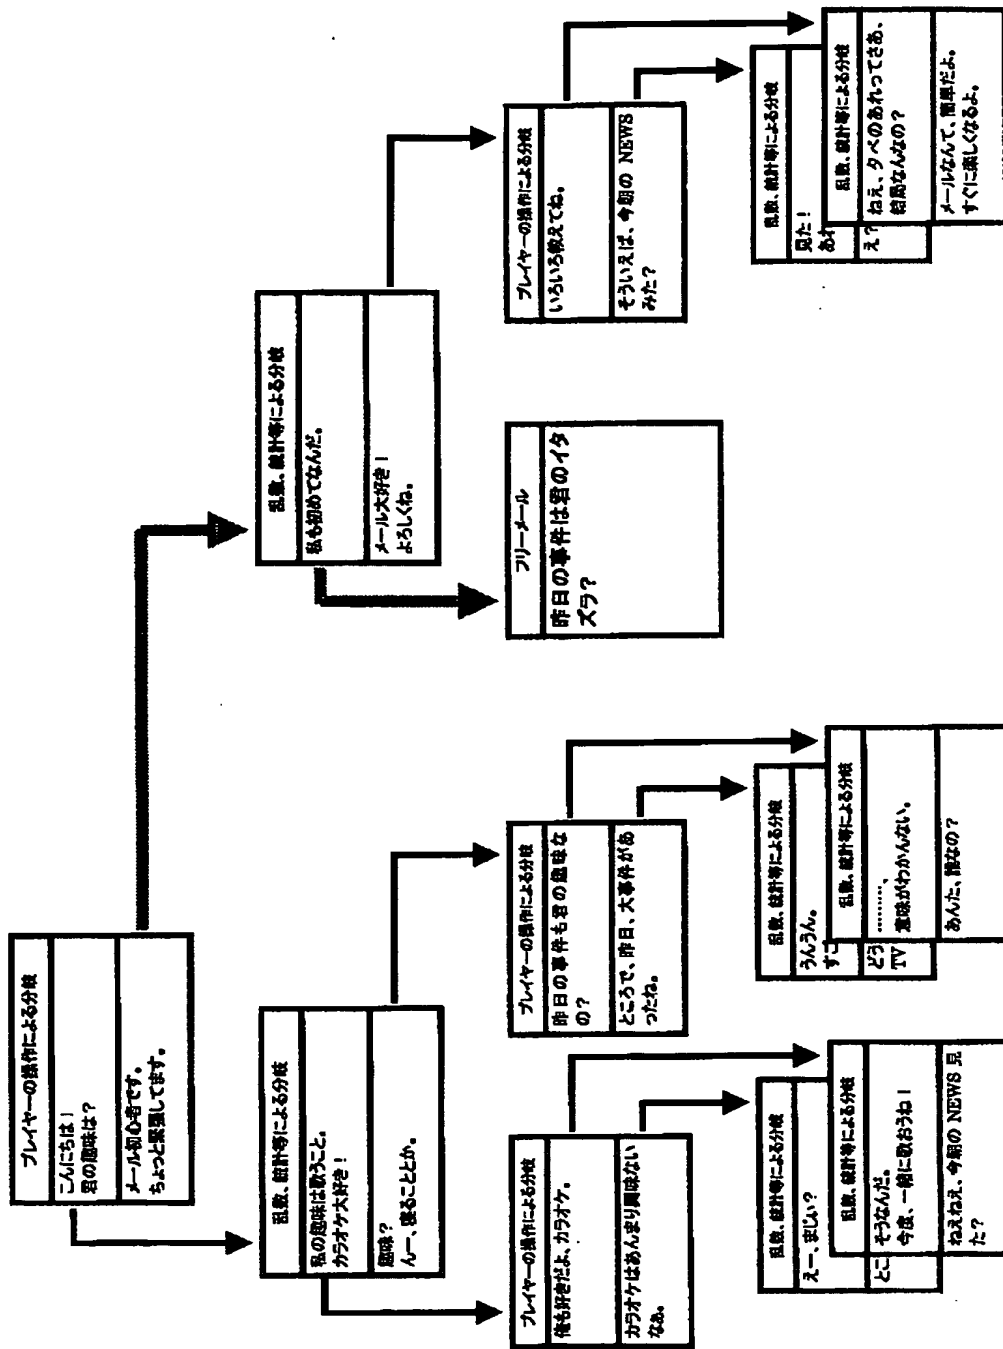 プレイヤーの操作による分岐
こんにちは！
君の趣味は？
メール初心者です。
ちょっと緊張してます。
乱数、統計等による分岐
私の趣味は歌うこと。
カラオケ大好き！
趣味？
んー、寝ることとか。
乱数、統計等による分岐
私も初めてなんだ。
メール大好き！
よろしくね。
プレイヤーの操作による分岐
俺も好きだよ、カラオケ。
カラオケはあんまり興味ない
なあ。
プレイヤーの操作による分岐
昨日の事件も君の趣味な
の？
ところで、昨日、大事件があ
ったね。
フリーメール
昨日の事件は君のイタ
ズラ？
プレイヤーの操作による分岐
いろいろ教えてね。
そういえば、今朝の NEWS
みた？
乱数、統計等による分岐
えー、まじい？
とこ
乱数、統計等による分岐
そうなんだ。
今度、一緒に歌おうね！
ねえねえ、今朝の NEWS 見
た？
乱数、統計等による分岐
うんうん。
すご
どう
TV
乱数、統計等による分岐
………、
意味がわかんない。
あんた、誰なの？
乱数、統計等による分岐
見た！
あれ
え？
乱数、統計等による分岐
ねえ、夕べのあれってさあ、
結局なんなの？
メールなんて、簡単だよ。
すぐに楽しくなるよ。